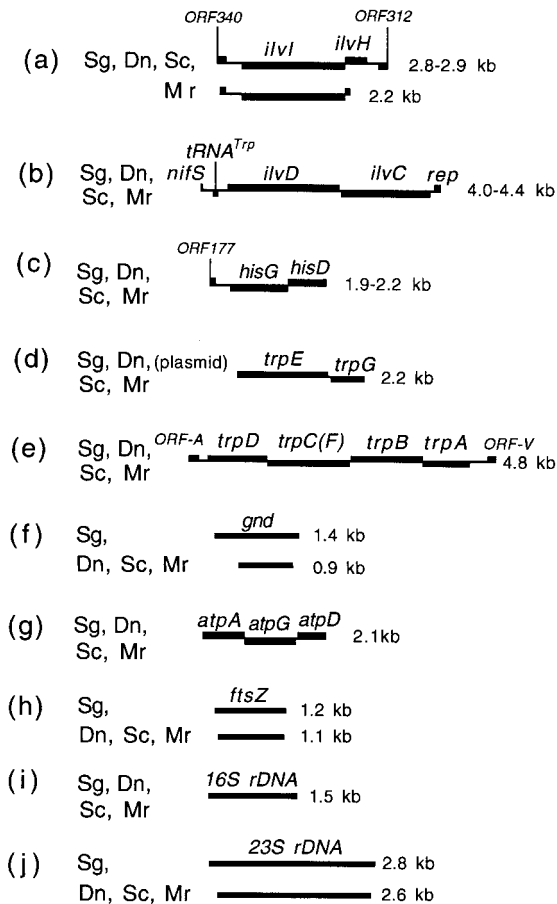 ORF340 ORF312
ilvI ilvH
(a) Sg, Dn, Sc, 2.8-2.9 kb
Mr 2.2 kb
tRNATrp
(b) Sg, Dn, nifS ilvD ilvC rep
Sc, Mr 4.0-4.4 kb
ORF177
(c) Sg, Dn, hisG hisD
Sc, Mr 1.9-2.2 kb
(d) Sg, Dn, (plasmid) trpE trpG
Sc, Mr 2.2 kb
(e) Sg, Dn, ORF-A trpD trpC(F) trpB trpA ORF-V
Sc, Mr 4.8 kb
gnd
(f) Sg, 1.4 kb
Dn, Sc, Mr 0.9 kb
atpA atpG atpD
(g) Sg, Dn, 2.1kb
Sc, Mr
ftsZ
(h) Sg, 1.2 kb
Dn, Sc, Mr 1.1 kb
16S rDNA
(i) Sg, Dn, 1.5 kb
Sc, Mr
23S rDNA
(j) Sg, 2.8 kb
Dn, Sc, Mr 2.6 kb